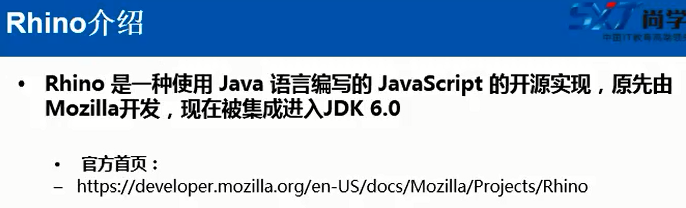 Rhino介绍
SXT 尚学
• Rhino 是一种使用 Java 语言编写的 JavaScript 的开源实现，原先由
Mozilla开发，现在被集成进入JDK 6.0
• 官方首页：
– https://developer.mozilla.org/en-US/docs/Mozilla/Projects/Rhino